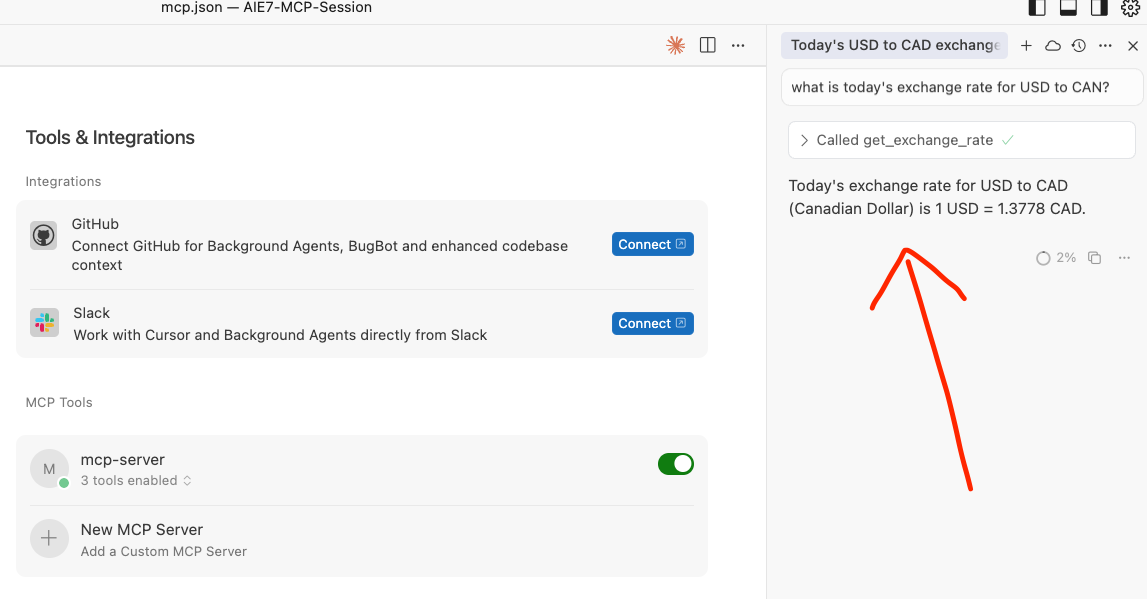 mcp.json — AIE7-MCP-Session
Tools & Integrations
Integrations
GitHub
Connect GitHub for Background Agents, BugBot and enhanced codebase
context
Connect
Slack
Work with Cursor and Background Agents directly from Slack
Connect
MCP Tools
M
mcp-server
3 tools enabled
New MCP Server
Add a Custom MCP Server
Today's USD to CAD exchange
what is today's exchange rate for USD to CAN?
Called get_exchange_rate
Today's exchange rate for USD to CAD
(Canadian Dollar) is 1 USD = 1.3778 CAD.
2%